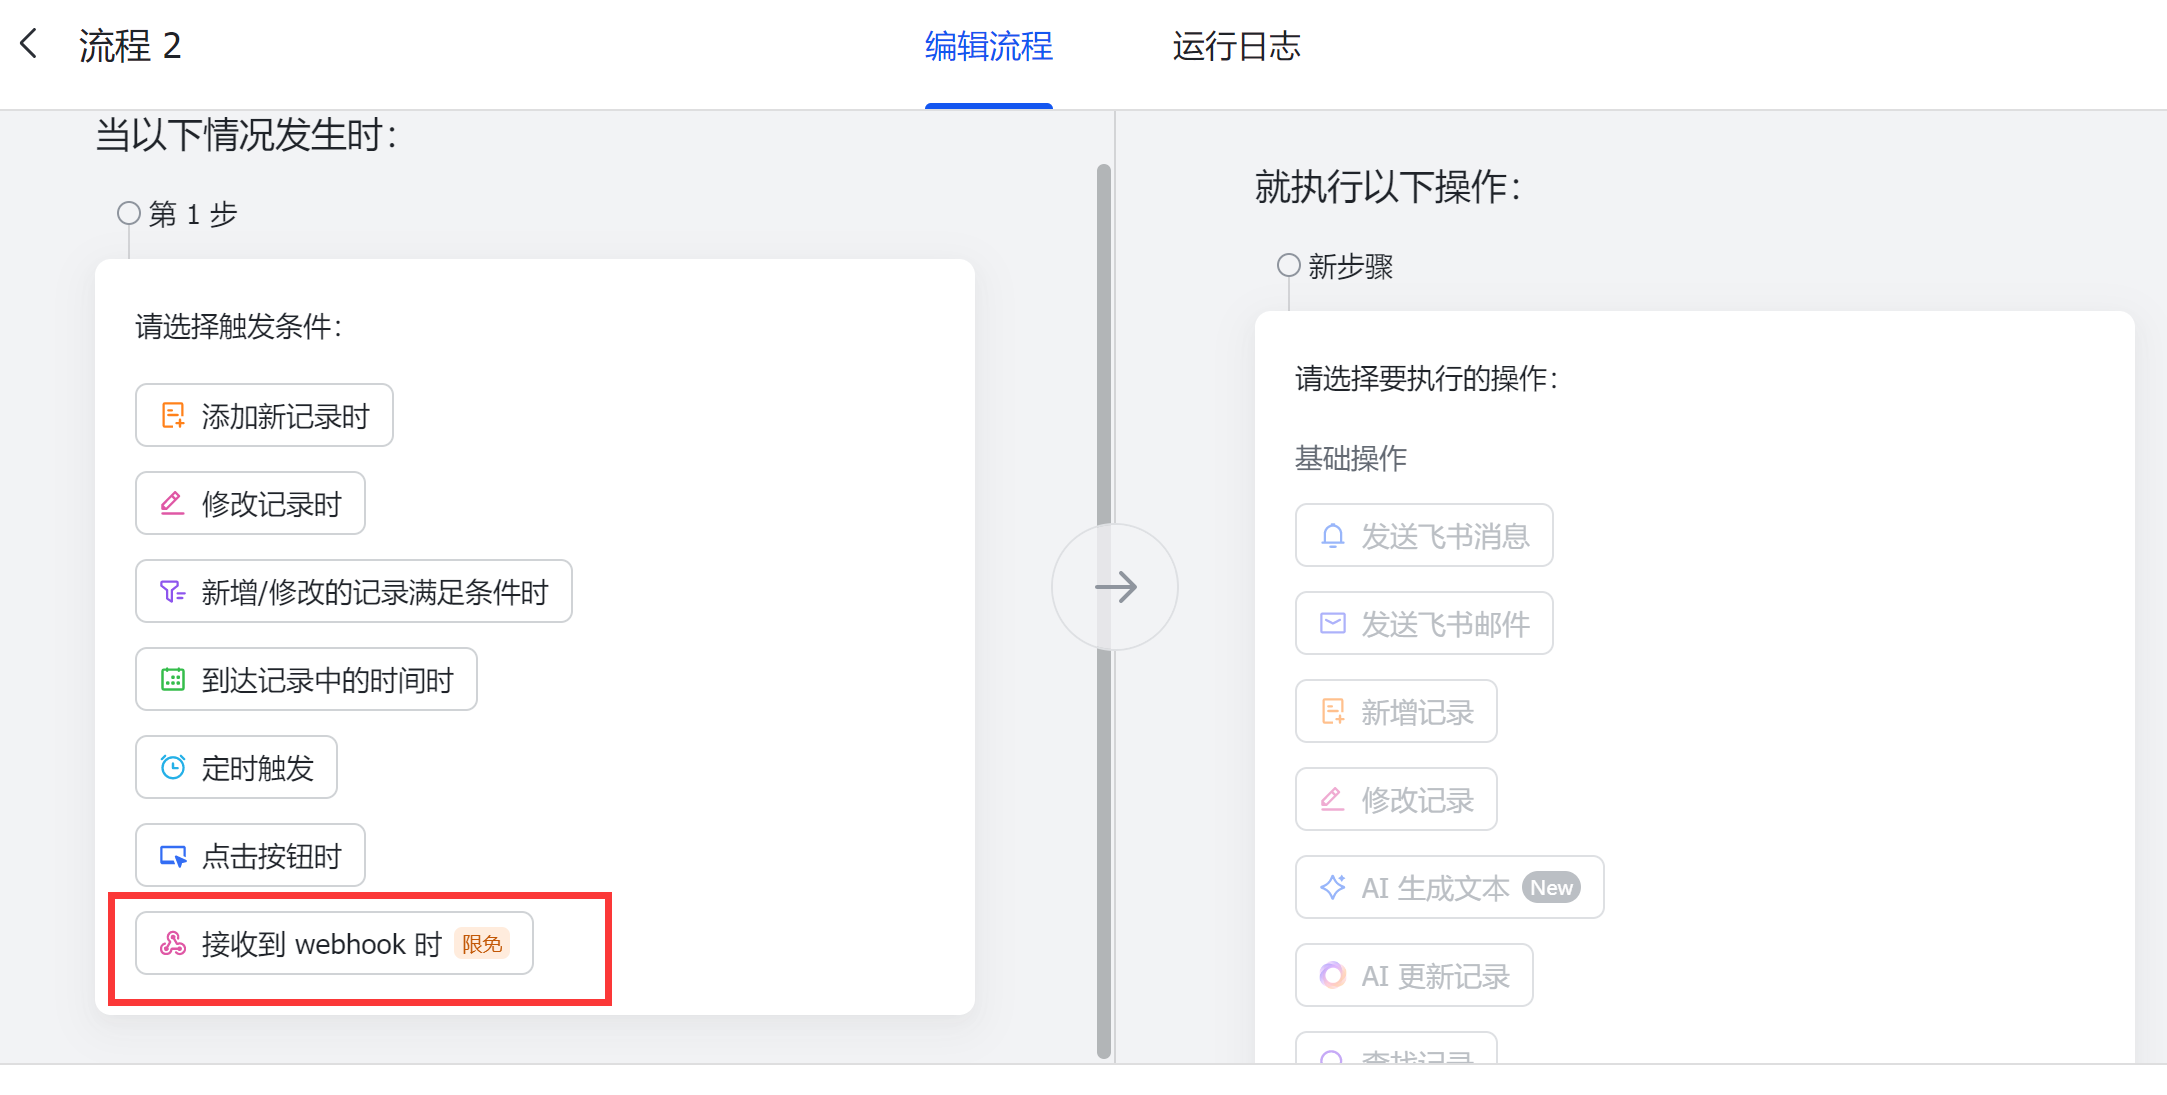 流程 2
编辑流程
运行日志
当以下情况发生时：
第 1 步
请选择触发条件：
添加新记录时
修改记录时
新增/修改的记录满足条件时
到达记录中的时间时
定时触发
点击按钮时
接收到 webhook 时 限免
就执行以下操作：
新步骤
请选择要执行的操作：
基础操作
发送飞书消息
发送飞书邮件
新增记录
修改记录
AI 生成文本 New
AI 更新记录
查找记录